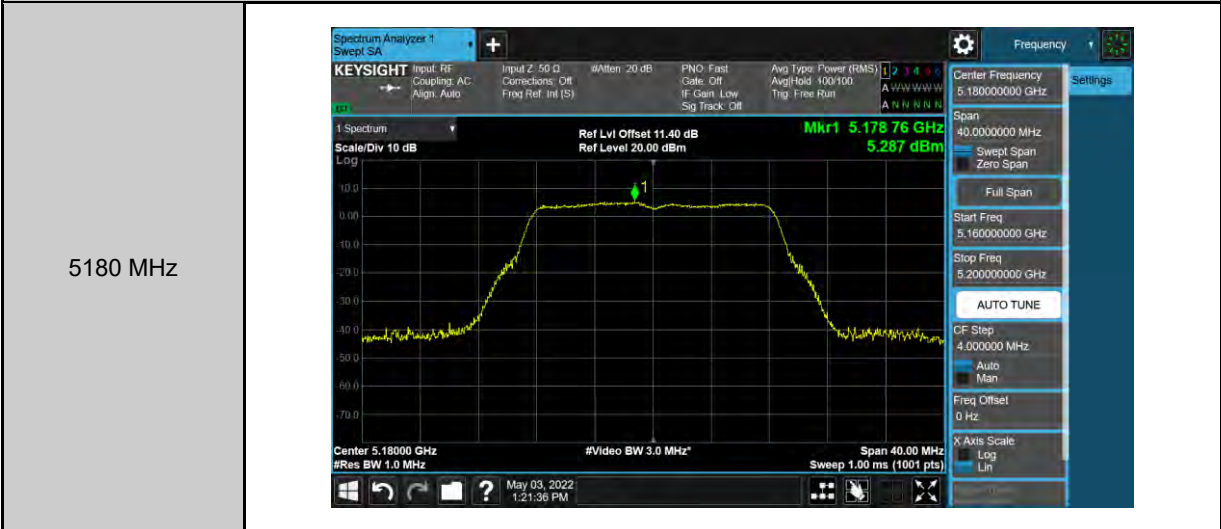 5180 MHz
Spectrum Analyzer 1
Swept SA
Frequency
KEYSIGHT
Input: RF
Coupling: AC
Align: Auto
Input Z: 50 Ω
Corrections: Off
Freq Ref: Int (S)
#Atten: 20 dB
PNO: Fast
Gate: Off
IF Gain: Low
Sig Track: Off
Avg Type: Power (RMS)
Avg|Hold: 100/100
Trig: Free Run
1 2 3 4 5 6
A W W W W W
A N N N N N
1 Spectrum
Scale/Div 10 dB
Log
Ref Lvl Offset 11.40 dB
Ref Level 20.00 dBm
Mkr1 5.178 76 GHz
5.287 dBm
1
10.0
0.00
-10.0
-20.0
-30.0
-40.0
-50.0
-60.0
-70.0
Center 5.18000 GHz
#Res BW 1.0 MHz
#Video BW 3.0 MHz*
Span 40.00 MHz
Sweep 1.00 ms (1001 pts)
Center Frequency
5.180000000 GHz
Settings
Span
40.0000000 MHz
Swept Span
Zero Span
Full Span
Start Freq
5.160000000 GHz
Stop Freq
5.200000000 GHz
AUTO TUNE
CF Step
4.000000 MHz
Auto
Man
Freq Offset
0 Hz
X Axis Scale
Log
Lin
?
May 03, 2022
1:21:36 PM